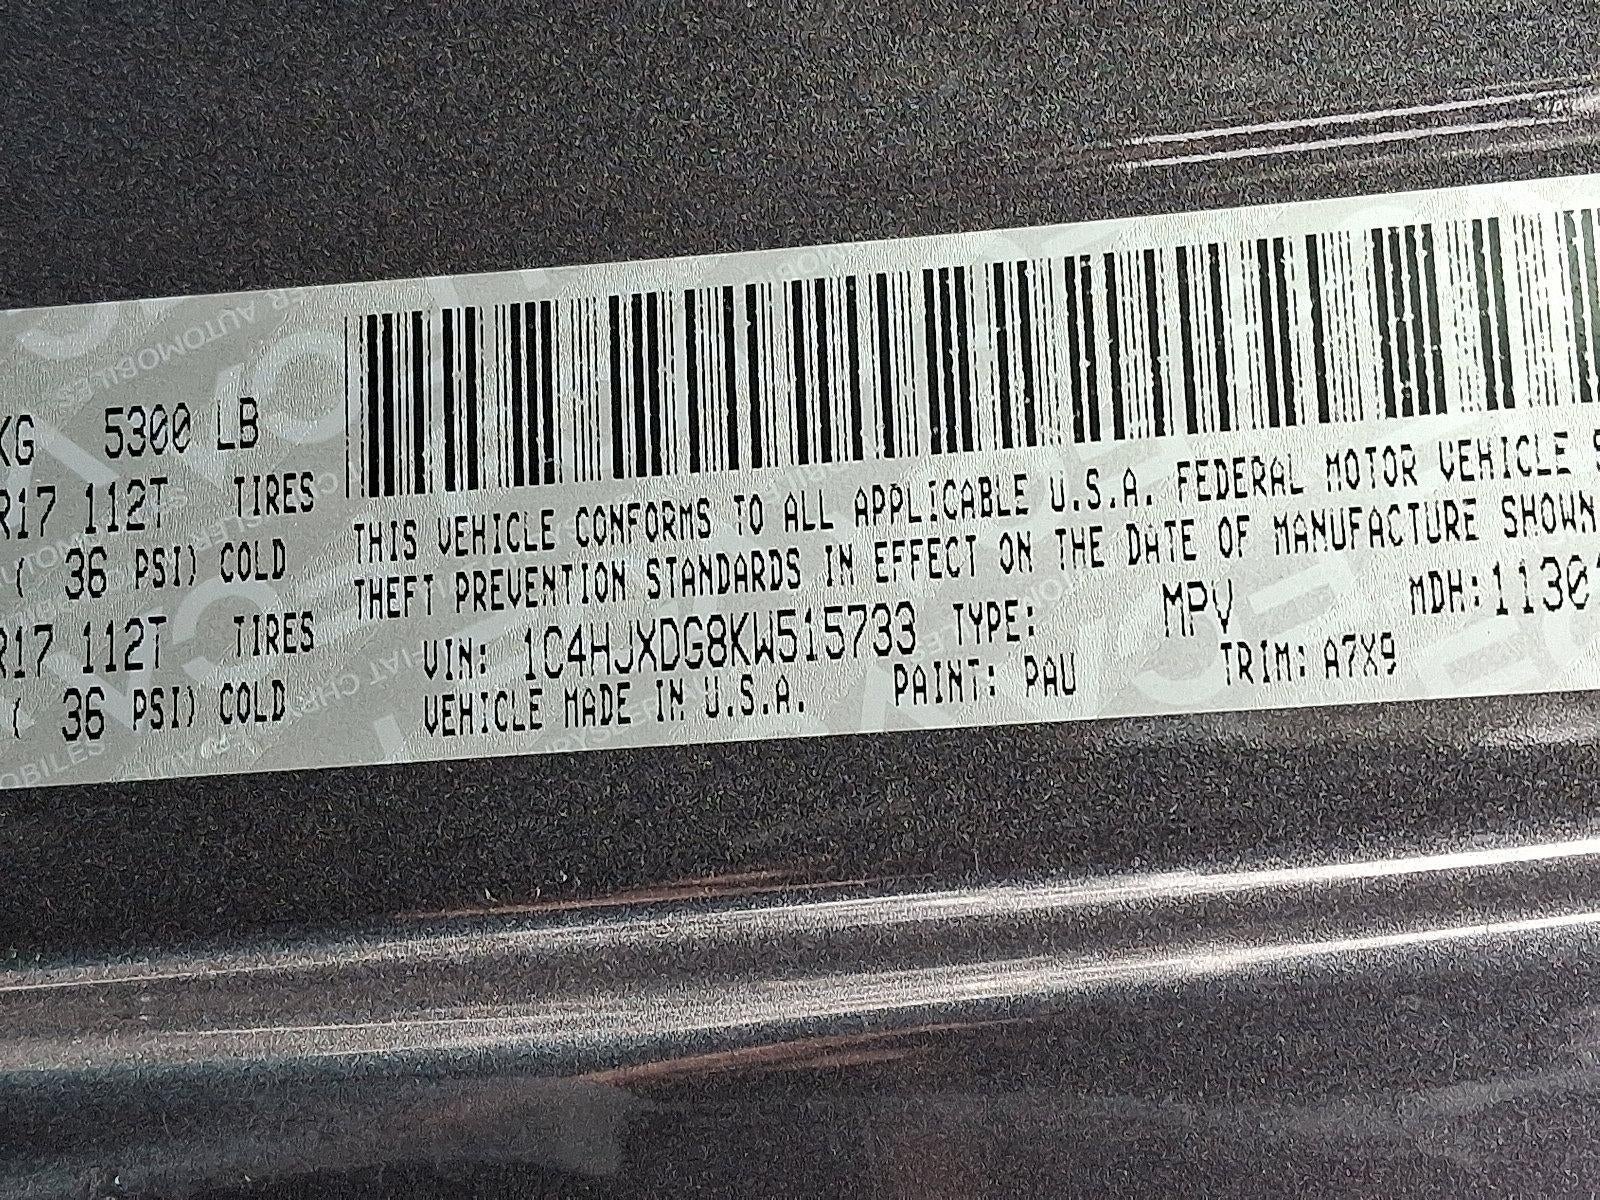 KG 5300 LB
R17 112T TIRES
( 36 PSI) COLD
R17 112T TIRES
( 36 PSI) COLD
THIS VEHICLE CONFORMS TO ALL APPLICABLE U.S.A. FEDERAL MOTOR VEHICLE S
THEFT PREVENTION STANDARDS IN EFFECT ON THE DATE OF MANUFACTURE SHOWN
VIN: 1C4HJXDG8KW515733 TYPE: MPV MDH:1130
VEHICLE MADE IN U.S.A. PAINT: PAU TRIM: A7X9